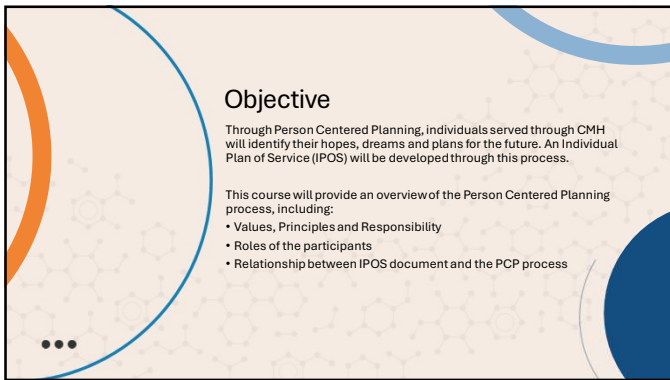 Objective
Through Person Centered Planning, individuals served through CMH
will identify their hopes, dreams and plans for the future. An Individual
Plan of Service (IPOS) will be developed through this process.
This course will provide an overview of the Person Centered Planning
process, including:
• Values, Principles and Responsibility
• Roles of the participants
• Relationship between IPOS document and the PCP process